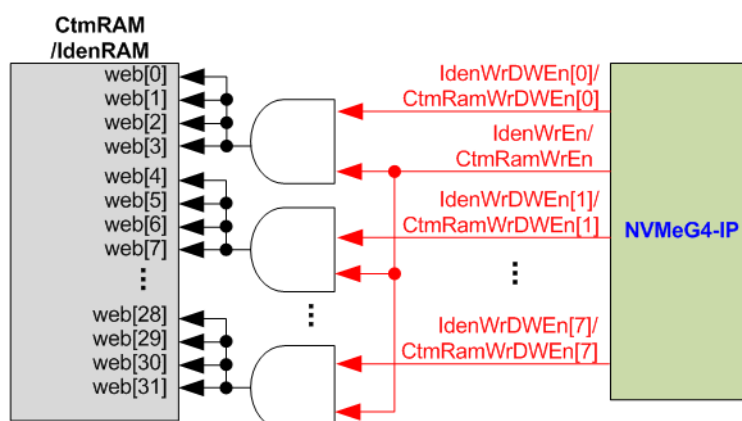 CtmRAM
/IdenRAM
web[0]
web[1]
web[2]
web[3]
web[4]
web[5]
web[6]
web[7]
web[28]
web[29]
web[30]
web[31]
IdenWrDWEn[0]/
CtmRamWrDWEn[0]
IdenWrEn/
CtmRamWrEn
IdenWrDWEn[1]/
CtmRamWrDWEn[1]
IdenWrDWEn[7]/
CtmRamWrDWEn[7]
NVMeG4-IP